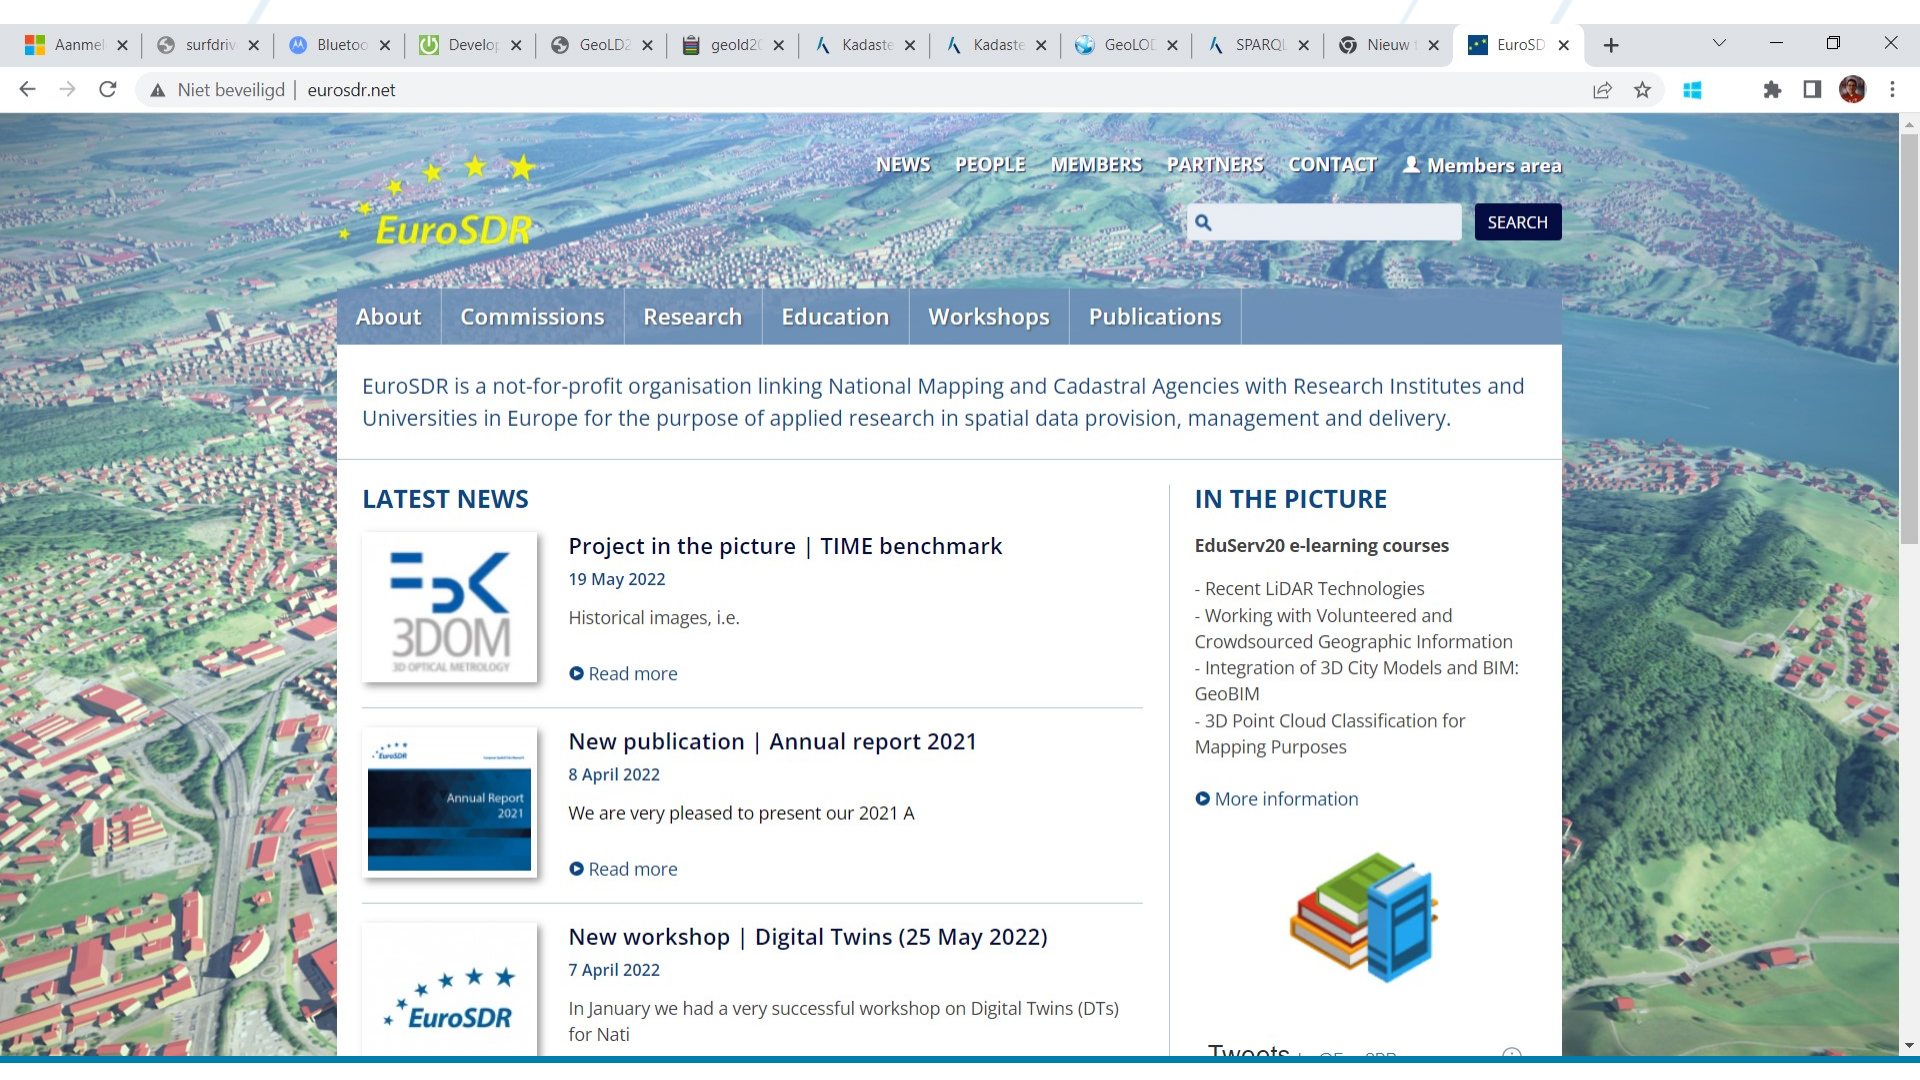 Aanmel
surfdriv
Bluetoo
Develop
GeoLD2
geold20
Kadaste
Kadaste
GeoLOD
SPARQL
Nieuw t
EuroSD
Niet beveiligd | eurosdr.net
EuroSDR
NEWS PEOPLE MEMBERS PARTNERS CONTACT Members area
SEARCH
About Commissions Research Education Workshops Publications
EuroSDR is a not-for-profit organisation linking National Mapping and Cadastral Agencies with Research Institutes and
Universities in Europe for the purpose of applied research in spatial data provision, management and delivery.
LATEST NEWS
3DOM
3D OPTICAL METROLOGY
Project in the picture | TIME benchmark
19 May 2022
Historical images, i.e.
Read more
EuroSDR
Annual Report
2021
New publication | Annual report 2021
8 April 2022
We are very pleased to present our 2021 A
Read more
EuroSDR
New workshop | Digital Twins (25 May 2022)
7 April 2022
In January we had a very successful workshop on Digital Twins (DTs)
for Nati
IN THE PICTURE
EduServ20 e-learning courses
- Recent LiDAR Technologies
- Working with Volunteered and
Crowdsourced Geographic Information
- Integration of 3D City Models and BIM:
GeoBIM
- 3D Point Cloud Classification for
Mapping Purposes
More information
Tweets